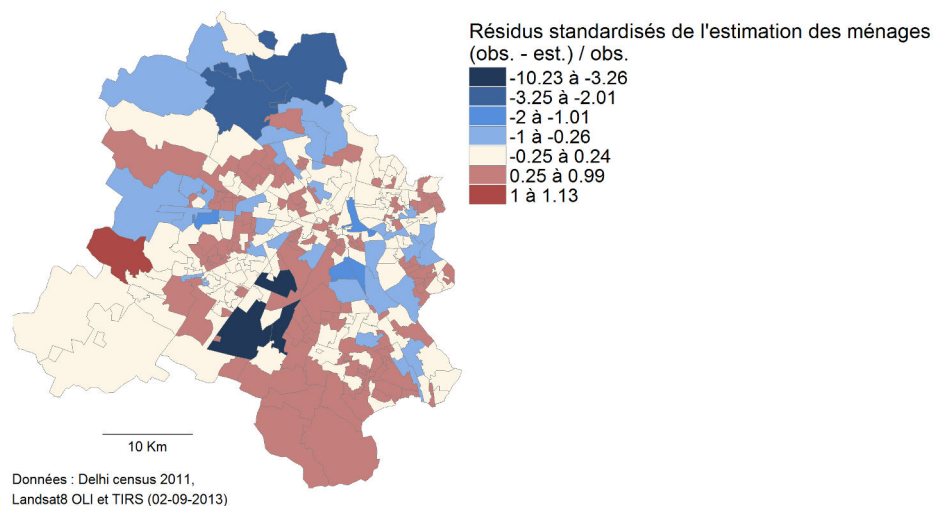 Résidus standardisés de l'estimation des ménages
(obs. - est.) / obs.
-10.23 à -3.26
-3.25 à -2.01
-2 à -1.01
-1 à -0.26
-0.25 à 0.24
0.25 à 0.99
1 à 1.13
10 Km
Données : Delhi census 2011,
Landsat8 OLI et TIRS (02-09-2013)